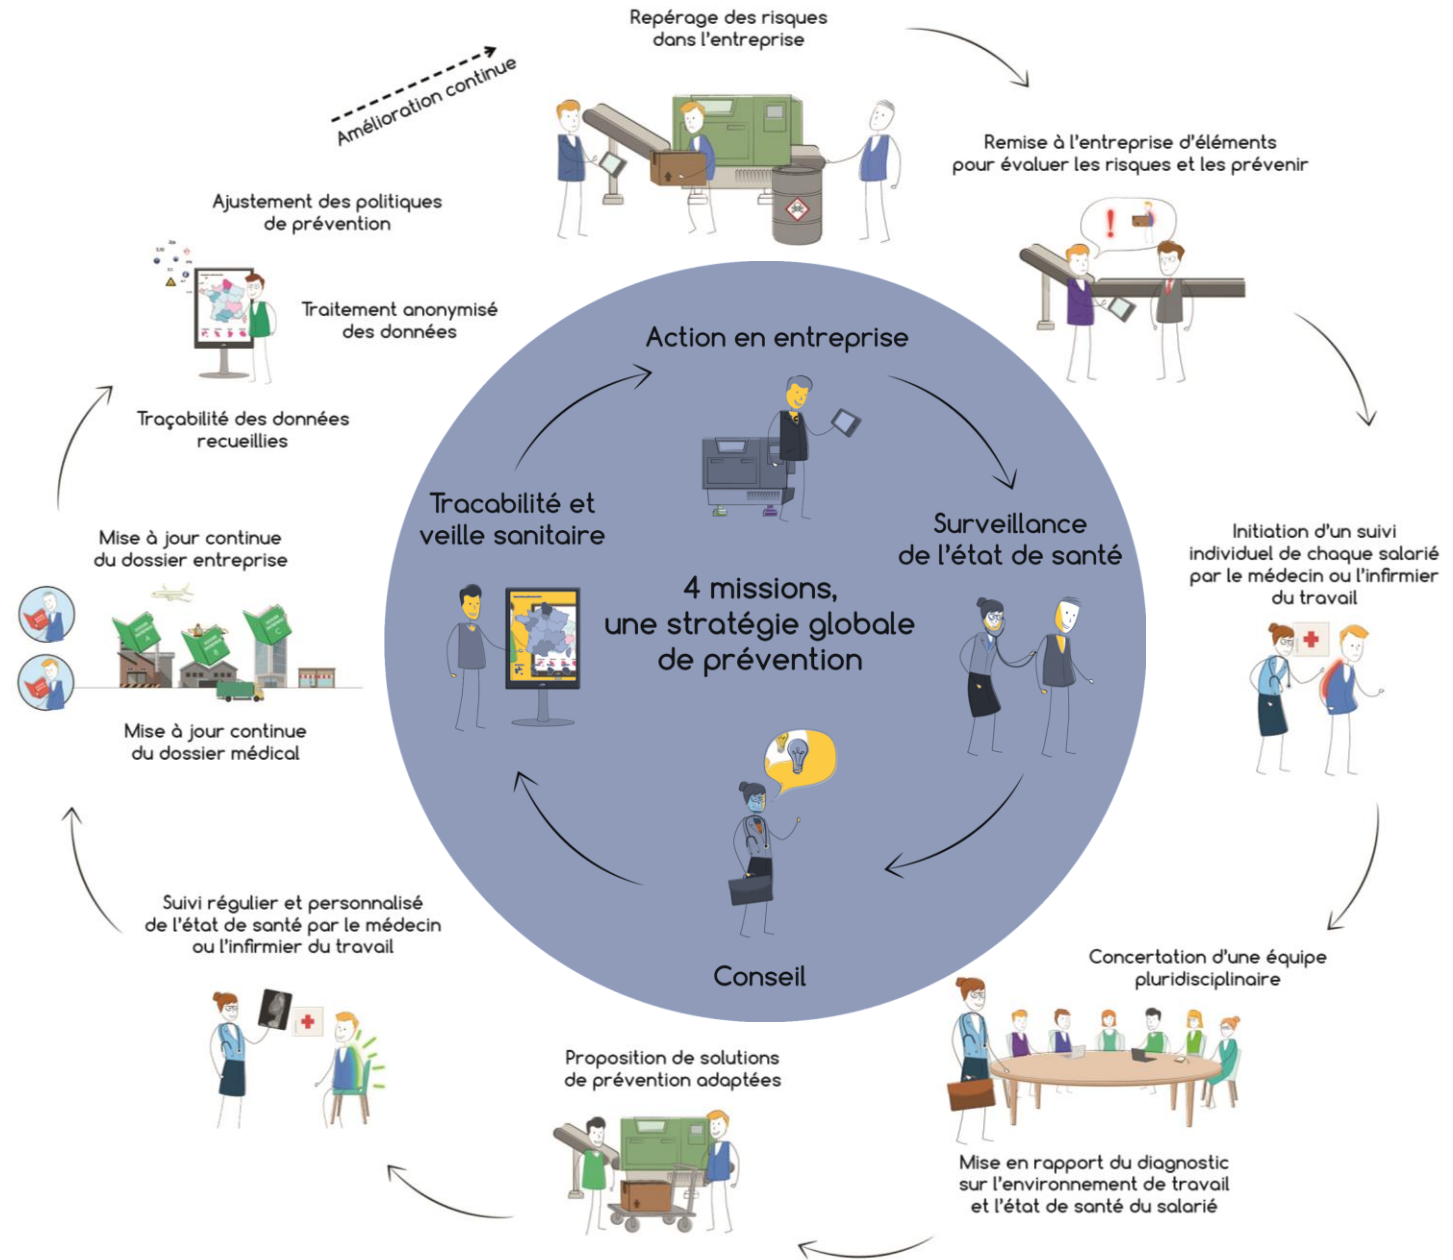 Repérage des risques
dans l'entreprise
Amélioration continue
Remise à l'entreprise d'éléments
pour évaluer les risques et les prévenir
!
Initiation d'un suivi
individuel de chaque salarié
par le médecin ou l'infirmier
du travail
Concertation d'une équipe
pluridisciplinaire
Mise en rapport du diagnostic
sur l'environnement de travail
et l'état de santé du salarié
Proposition de solutions
de prévention adaptées
Suivi régulier et personnalisé
de l'état de santé par le médecin
ou l'infirmier du travail
Mise à jour continue
du dossier entreprise
A
B
C
Mise à jour continue
du dossier médical
Ajustement des politiques
de prévention
Traitement anonymisé
des données
Traçabilité des données
recueillies
Action en entreprise
Surveillance
de l'état de santé
Conseil
Tracabilité et
veille sanitaire
4 missions,
une stratégie globale
de prévention